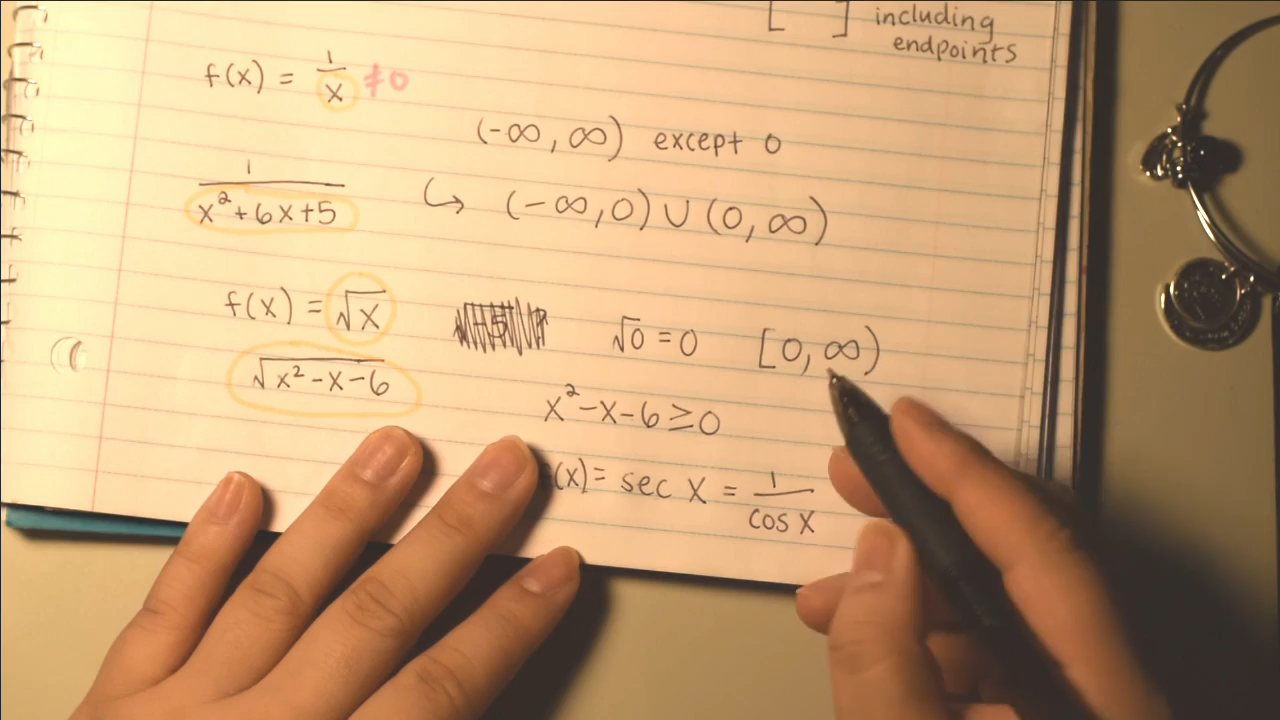 [ ] including
endpoints
f(x) = 1/x ≠0
(-∞, ∞) except 0
1/(x²+6x+5) ↳ (-∞,0) ∪ (0, ∞)
f(x) = √x √0 = 0 [0, ∞)
√(x²-x-6)
x²-x-6 ≥ 0
(x) = sec x = 1/cos x